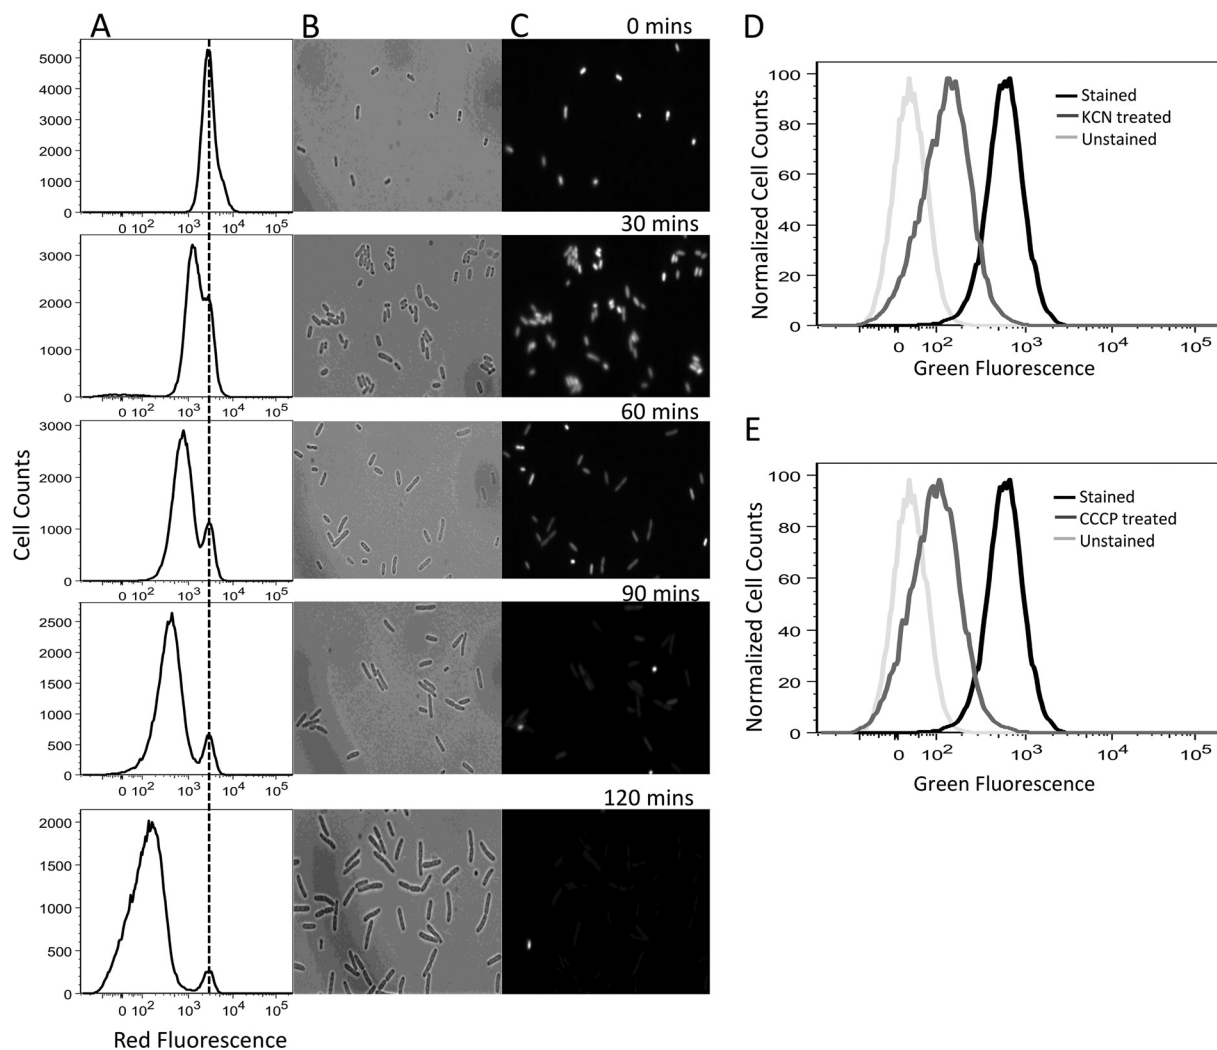 A
B
C
0 mins
5000
4000
3000
2000
1000
0
0 10² 10³ 10⁴ 10⁵
30 mins
3000
2000
1000
0
0 10² 10³ 10⁴ 10⁵
60 mins
3000
2000
1000
0
0 10² 10³ 10⁴ 10⁵
90 mins
2500
2000
1500
1000
500
0
0 10² 10³ 10⁴ 10⁵
120 mins
2000
1500
1000
500
0
0 10² 10³ 10⁴ 10⁵
Cell Counts
Red Fluorescence
D
100
80
60
40
20
0
Normalized Cell Counts
Stained
KCN treated
Unstained
0 10² 10³ 10⁴ 10⁵
Green Fluorescence
E
100
80
60
40
20
0
Normalized Cell Counts
Stained
CCCP treated
Unstained
0 10² 10³ 10⁴ 10⁵
Green Fluorescence